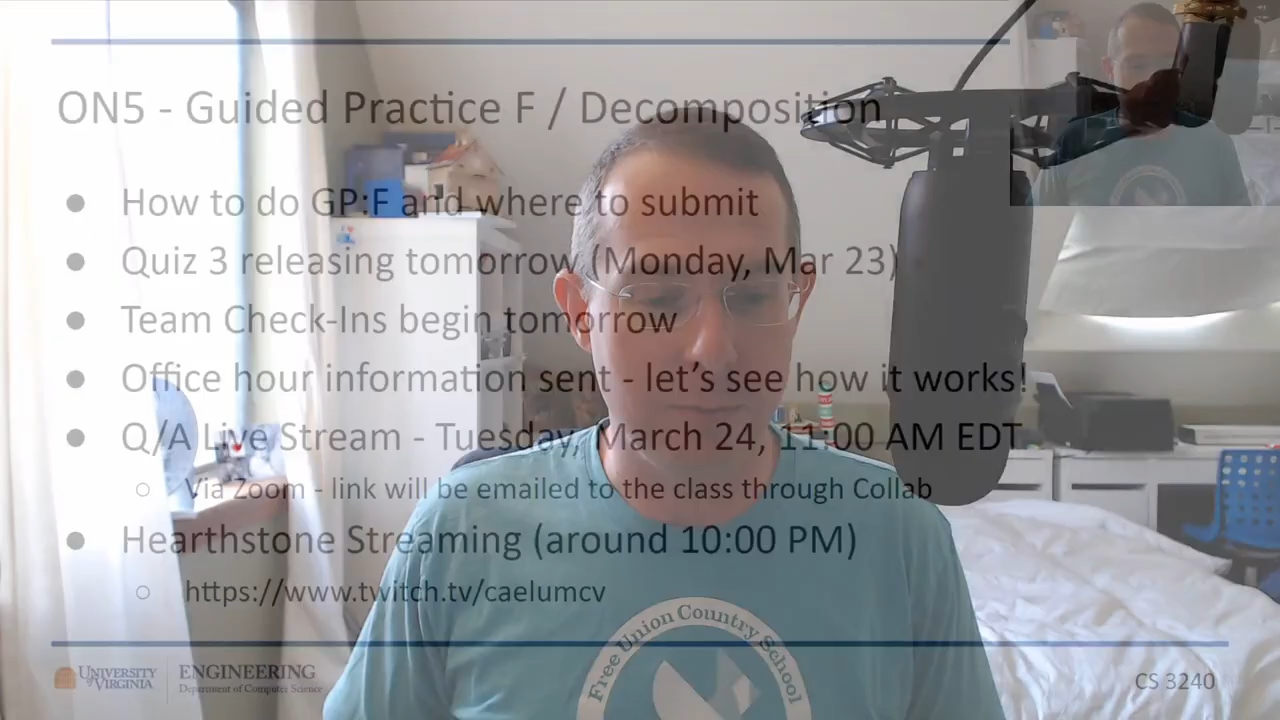 ON5 - Guided Practice F / Decomposition
● How to do GP:F and where to submit
● Quiz 3 releasing tomorrow (Monday, Mar 23)
● Team Check-Ins begin tomorrow
● Office hour information sent - let's see how it works!
● Q/A Live Stream - Tuesday, March 24, 11:00 AM EDT
○ Via Zoom - link will be emailed to the class through Collab
● Hearthstone Streaming (around 10:00 PM)
○ https://www.twitch.tv/caelumcv
Free Union Country School
UNIVERSITY of VIRGINIA
ENGINEERING
Department of Computer Science
CS 3240